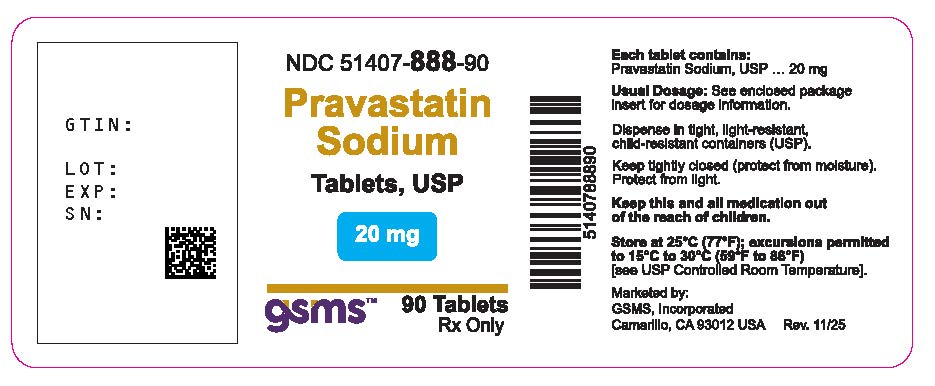 GTIN:
LOT:
EXP:
SN:
NDC 51407-888-90
Pravastatin
Sodium
Tablets, USP
20 mg
gsms™
90 Tablets
Rx Only
5140788890
Each tablet contains:
Pravastatin Sodium, USP ... 20 mg
Usual Dosage: See enclosed package
insert for dosage information.
Dispense in tight, light-resistant,
child-resistant containers (USP).
Keep tightly closed (protect from moisture).
Protect from light.
Keep this and all medication out
of the reach of children.
Store at 25°C (77°F); excursions permitted
to 15°C to 30°C (59°F to 86°F)
[see USP Controlled Room Temperature].
Marketed by:
GSMS, Incorporated
Camarillo, CA 93012 USA Rev. 11/25